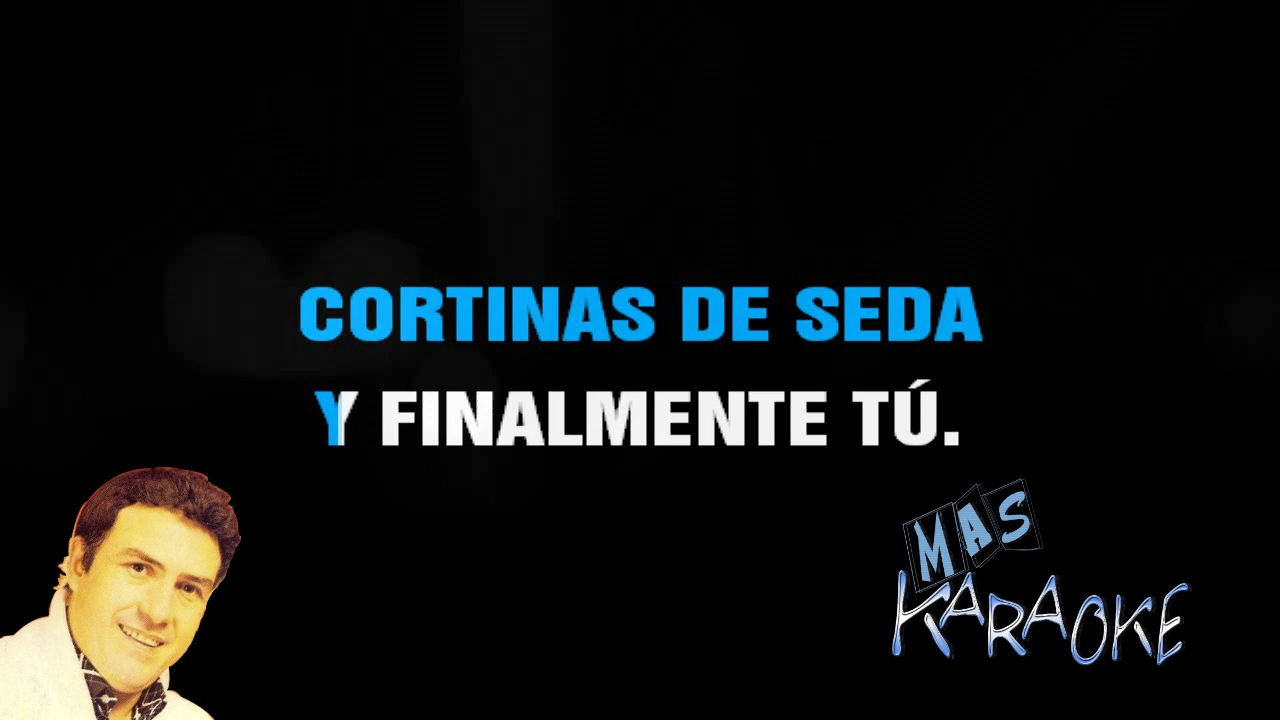 CORTINAS DE SEDA
Y FINALMENTE TÚ.
MAS
KARAOKE